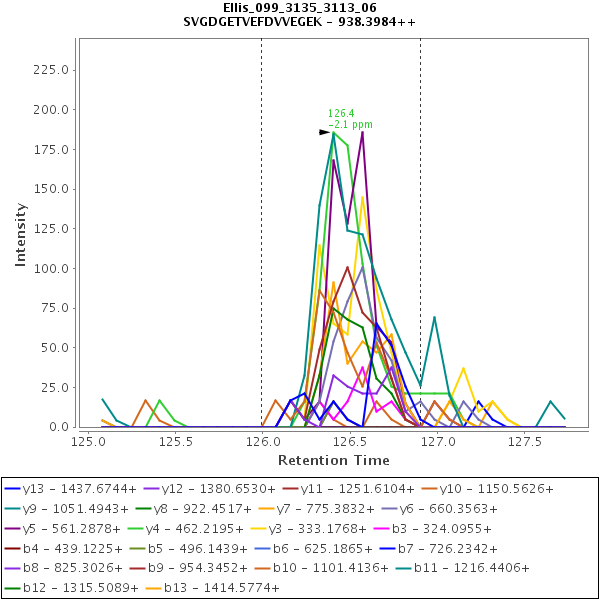 Ellis_099_3135_3113_06
SVGDGETVEFDVVEGEK - 938.3984++
126.4
-2.1 ppm
225.0
200.0
175.0
150.0
125.0
100.0
75.0
50.0
25.0
0.0
Intensity
125.0 125.5 126.0 126.5 127.0 127.5
Retention Time
y13 - 1437.6744+ y12 - 1380.6530+ y11 - 1251.6104+ y10 - 1150.5626+
y9 - 1051.4943+ y8 - 922.4517+ y7 - 775.3832+ y6 - 660.3563+
y5 - 561.2878+ y4 - 462.2195+ y3 - 333.1768+ b3 - 324.0955+
b4 - 439.1225+ b5 - 496.1439+ b6 - 625.1865+ b7 - 726.2342+
b8 - 825.3026+ b9 - 954.3452+ b10 - 1101.4136+ b11 - 1216.4406+
b12 - 1315.5089+ b13 - 1414.5774+